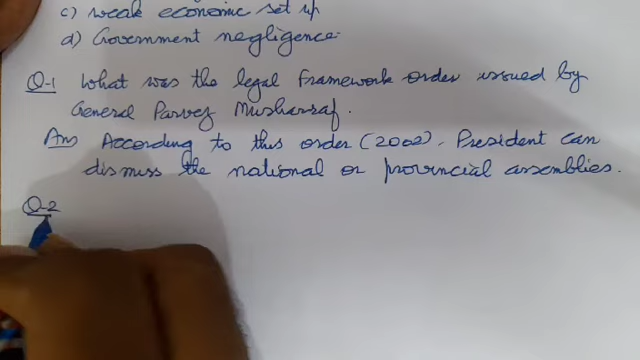 c) weak economic set up
d) Government negligence.
Q-1 What was the legal framework order issued by
General Parvez Musharraf.
Ans According to this order (2002). President can
dismiss the national or provincial assemblies.
Q-2